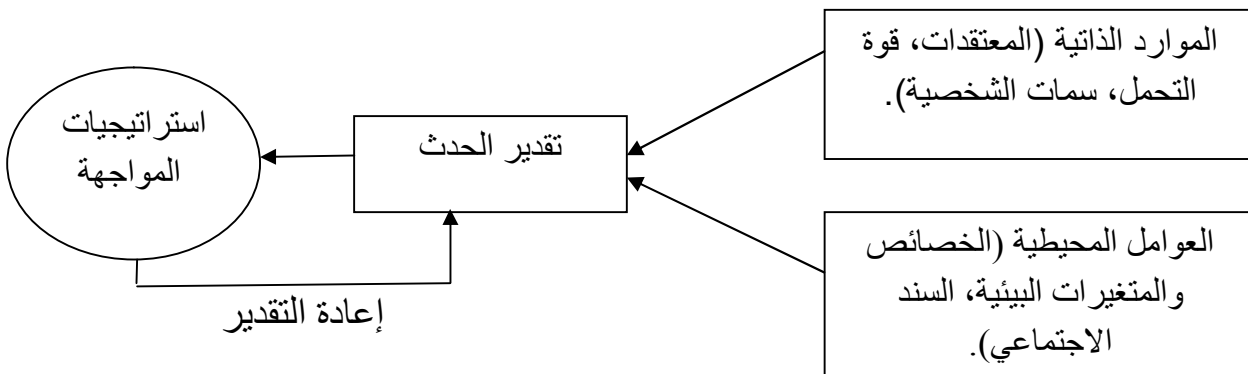 الموارد الذاتية (المعتقدات، قوة
التحمل، سمات الشخصية).
تقدير الحدث
استراتيجيات
المواجهة
العوامل المحيطية (الخصائص
والمتغيرات البيئية، السند
الاجتماعي).
إعادة التقدير